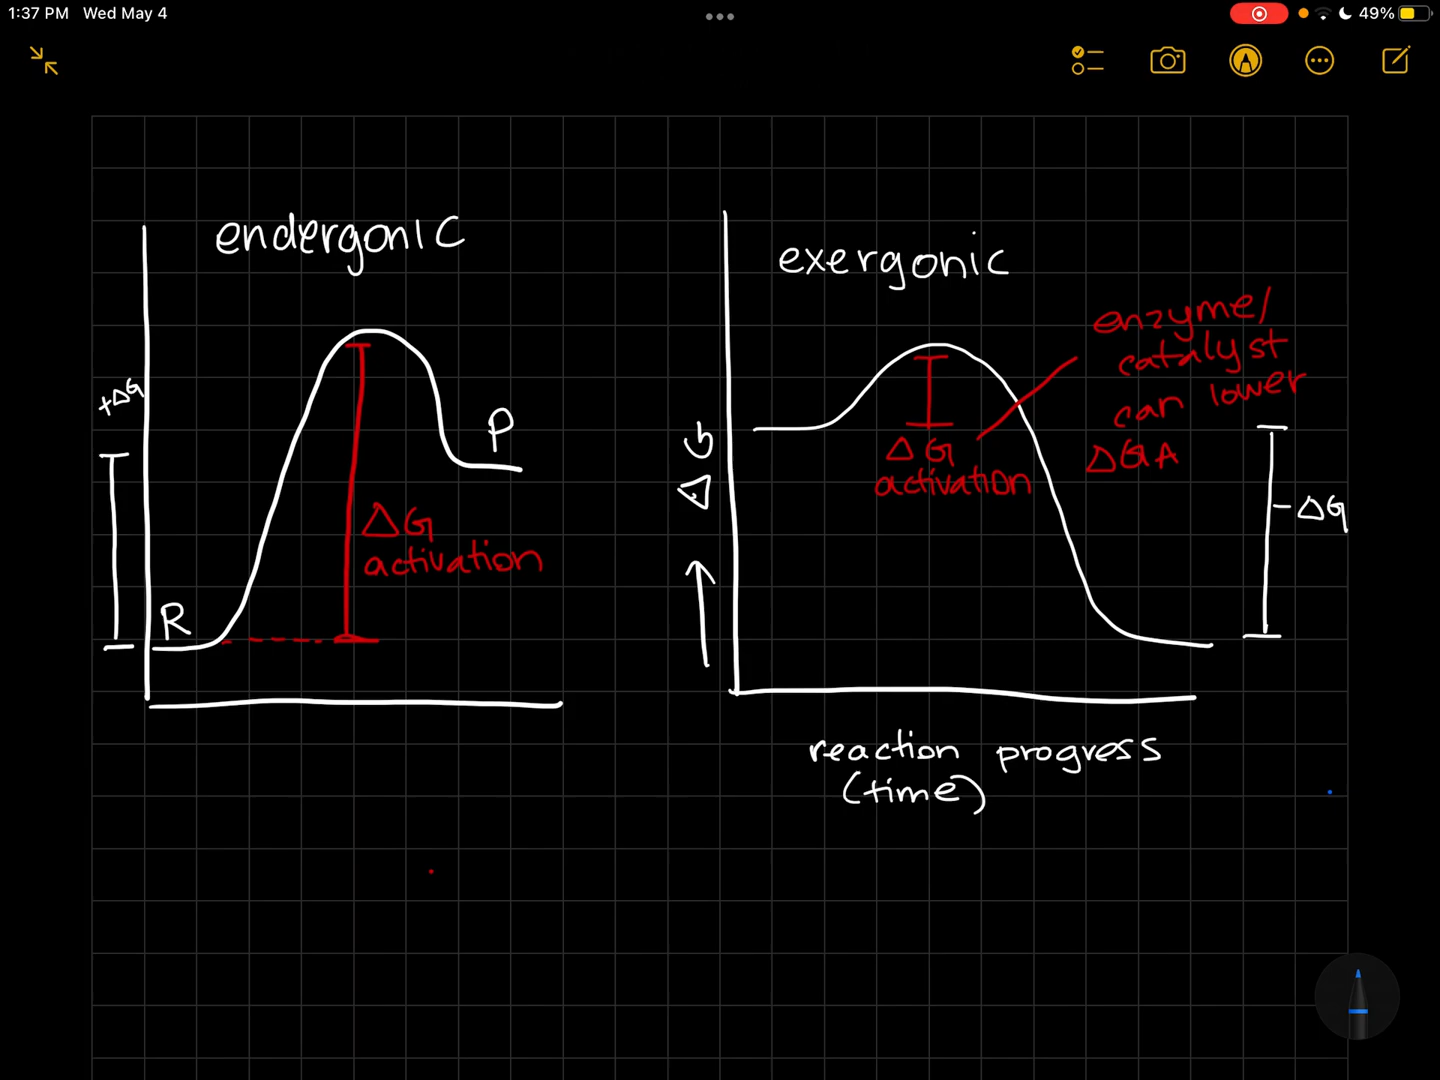 1:37 PM Wed May 4
49%
endergonic
+ΔG
R
P
ΔG
activation
exergonic
ΔG
ΔG
activation
enzyme/
catalyst
can lower
ΔGA
-ΔG
reaction progress
(time)